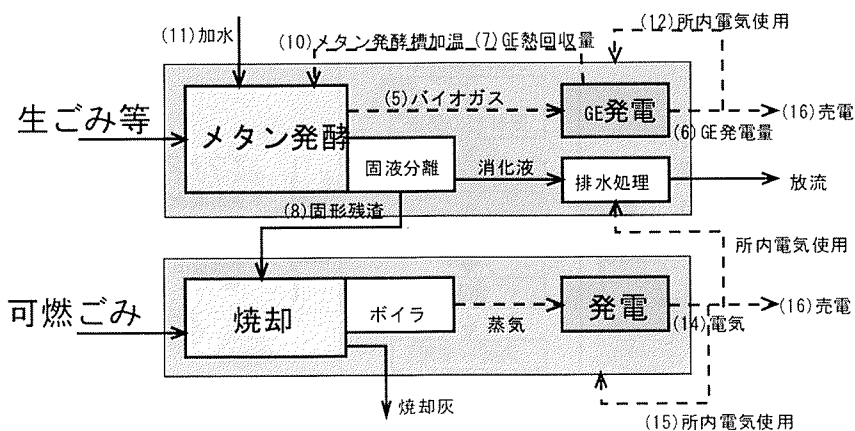 (11)加水
(10)メタン発酵槽加温
(7)GE熱回収量
(12)所内電気使用
生ごみ等
メタン発酵
(5)バイオガス
GE発電
(16)売電
(6)GE発電量
固液分離
消化液
排水処理
放流
(8)固形残渣
所内電気使用
可燃ごみ
焼却
ボイラ
蒸気
発電
(16)売電
(14)電気
焼却灰
(15)所内電気使用